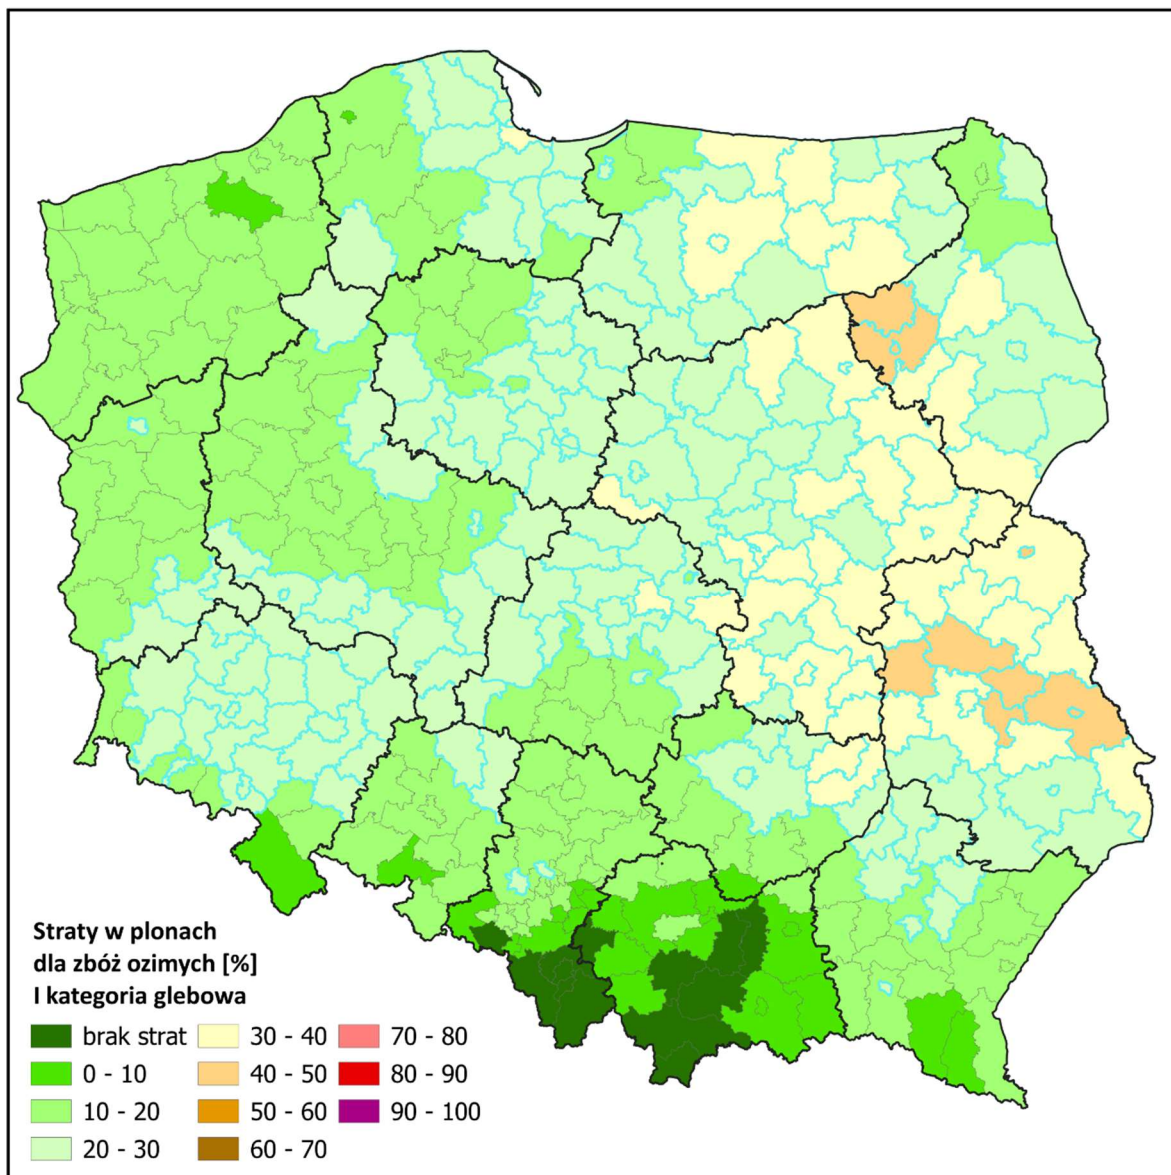 Straty w plonach
dla zbóż ozimych [%]
I kategoria glebowa
brak strat
0 - 10
10 - 20
20 - 30
30 - 40
40 - 50
50 - 60
60 - 70
70 - 80
80 - 90
90 - 100